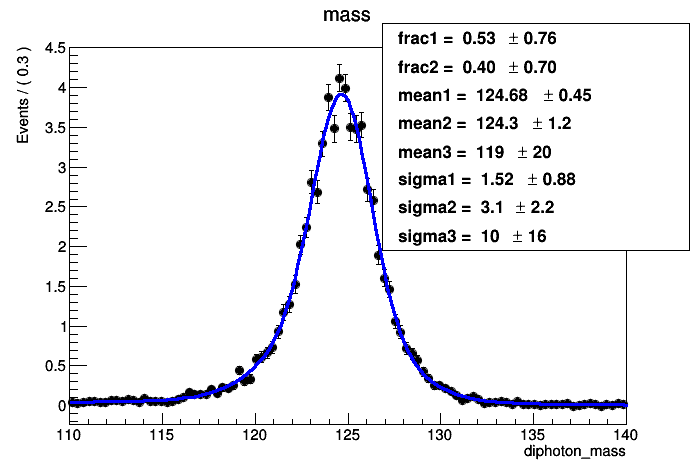 mass
frac1 = 0.53 ± 0.76
frac2 = 0.40 ± 0.70
mean1 = 124.68 ± 0.45
mean2 = 124.3 ± 1.2
mean3 = 119 ± 20
sigma1 = 1.52 ± 0.88
sigma2 = 3.1 ± 2.2
sigma3 = 10 ± 16
Events / ( 0.3 )
4.5
4
3.5
3
2.5
2
1.5
1
0.5
0
110 115 120 125 130 135 140
diphoton_mass